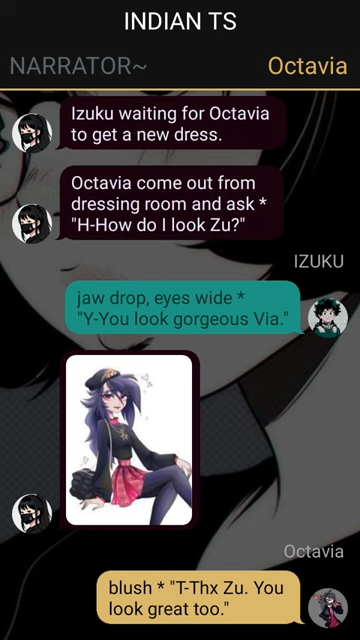 INDIAN TS
NARRATOR~ Octavia
Izuku waiting for Octavia
to get a new dress.
Octavia come out from
dressing room and ask *
"H-How do I look Zu?"
IZUKU
jaw drop, eyes wide *
"Y-You look gorgeous Via."
Octavia
blush * "T-Thx Zu. You
look great too."